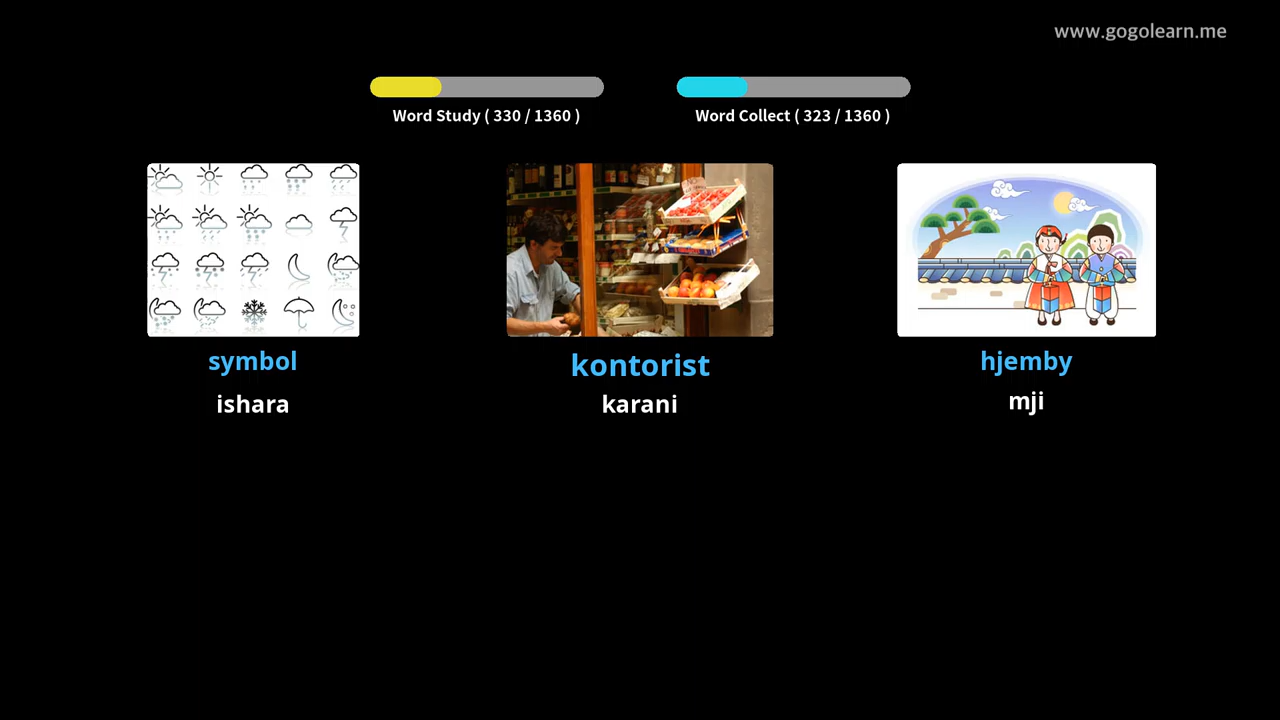 www.gogolearn.me
Word Study ( 330 / 1360 )
Word Collect ( 323 / 1360 )
symbol
ishara
kontorist
karani
hjemby
mji